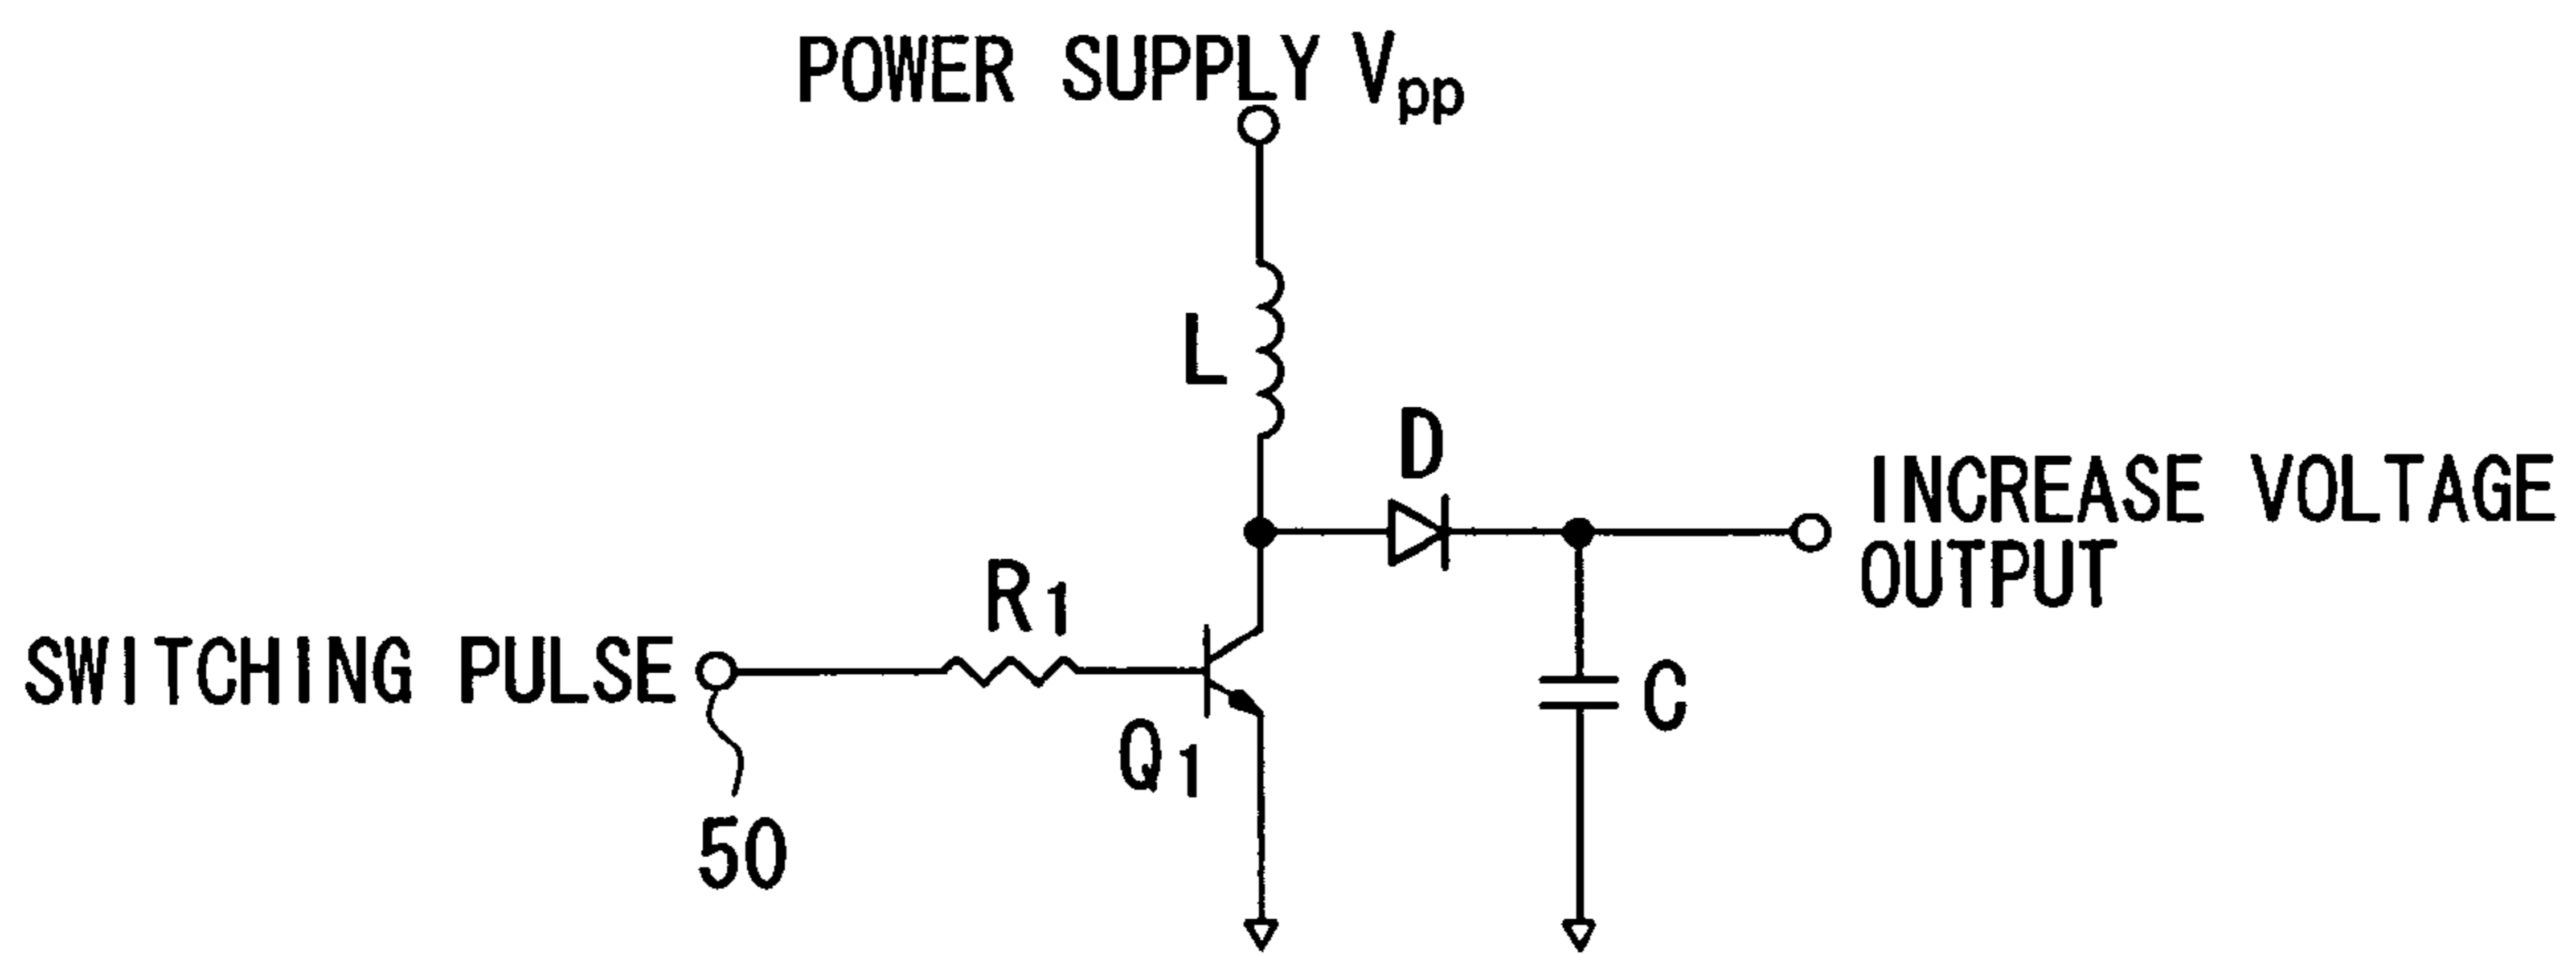 POWER SUPPLY Vpp
L
D
INCREASE VOLTAGE
OUTPUT
R1
SWITCHING PULSE
C
Q1
50